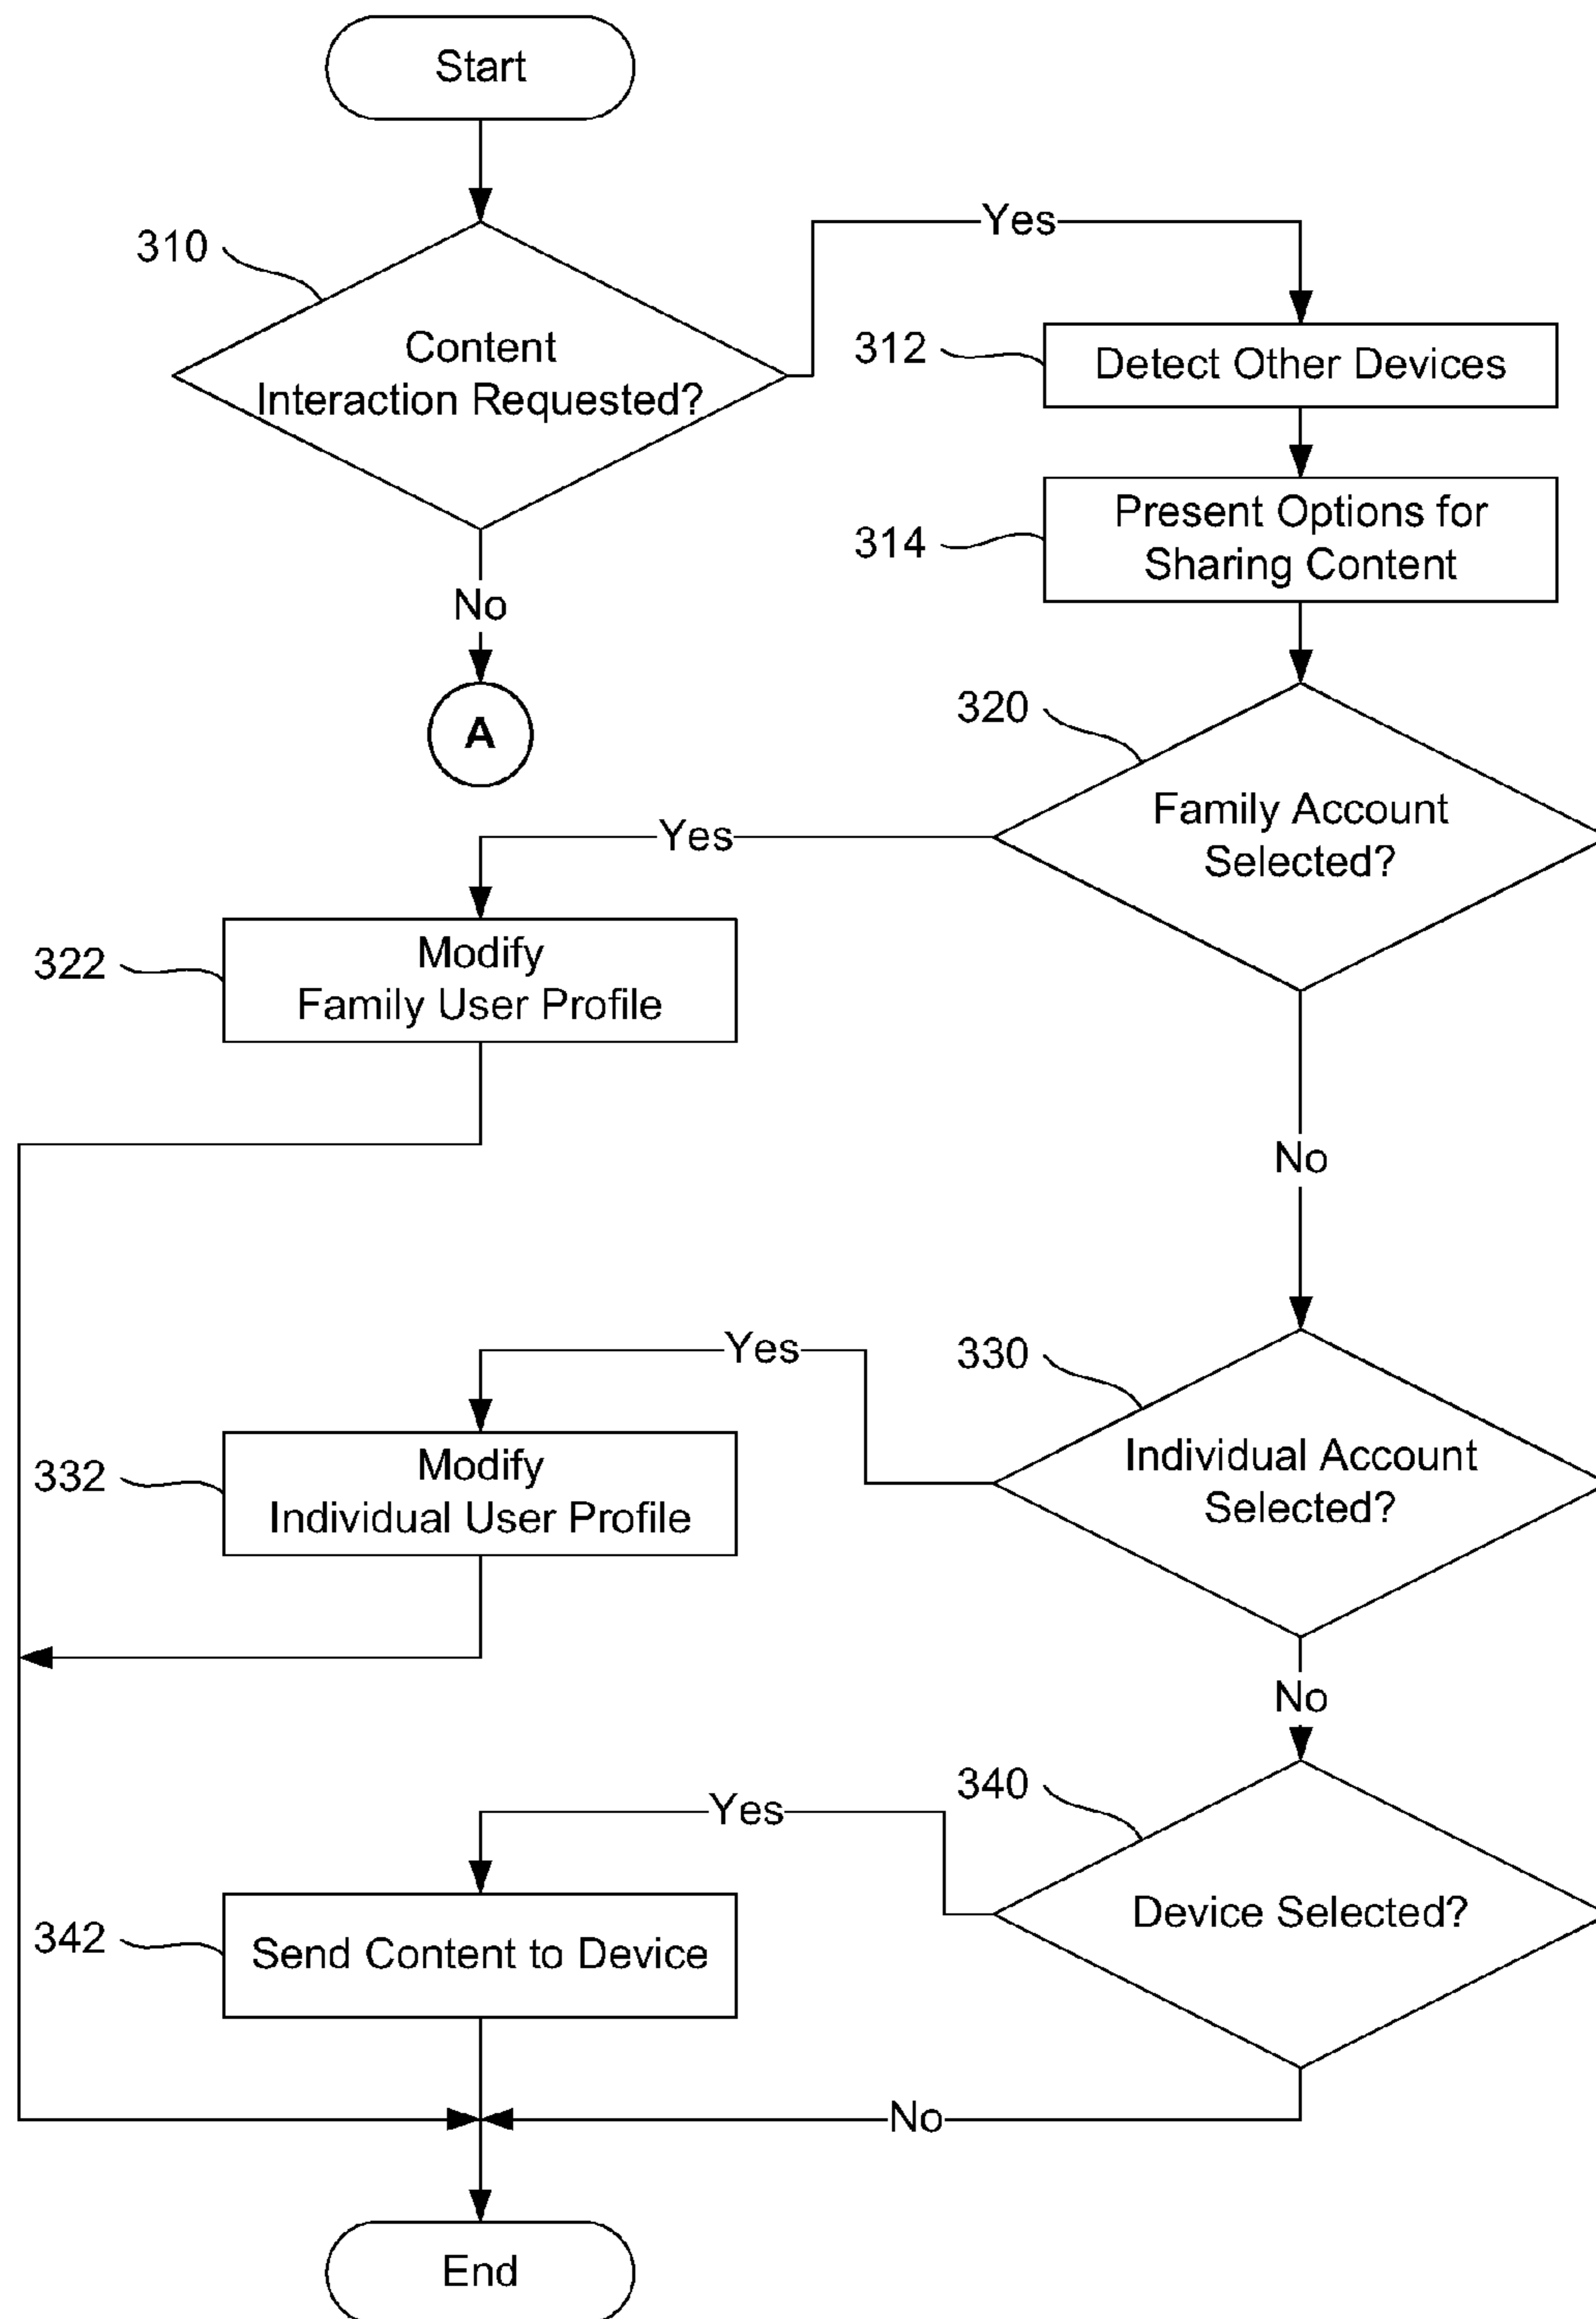 Start
310
Content
Interaction Requested?
Yes
312
Detect Other Devices
314
Present Options for
Sharing Content
No
A
320
Family Account
Selected?
Yes
322
Modify
Family User Profile
No
330
Individual Account
Selected?
Yes
332
Modify
Individual User Profile
No
340
Device Selected?
Yes
342
Send Content to Device
No
End